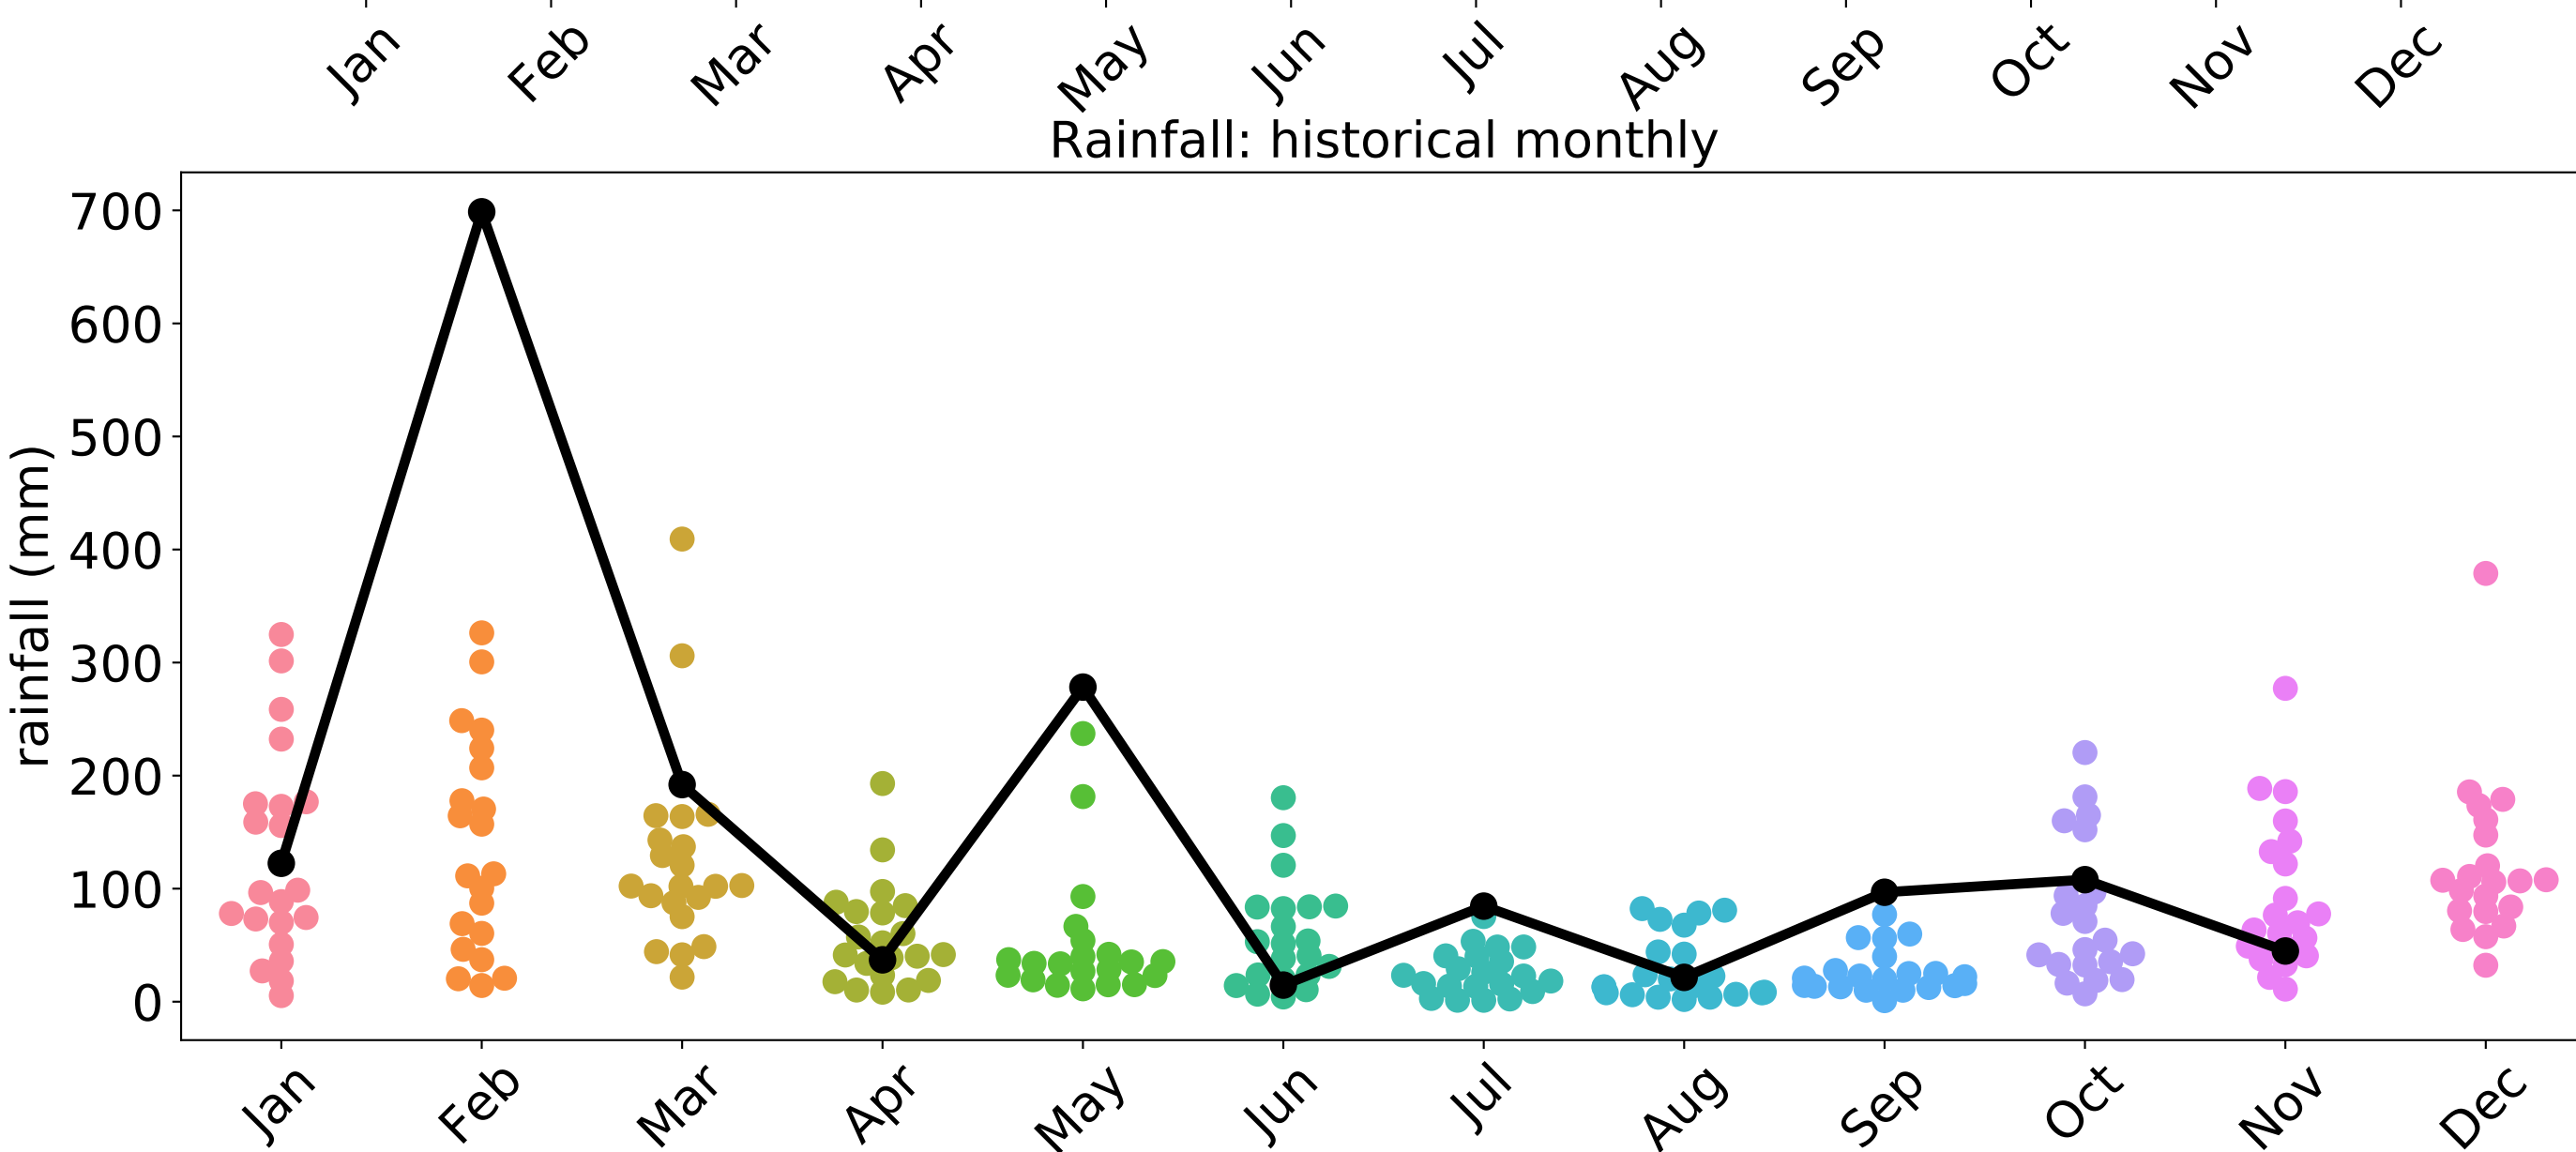 Jan Feb Mar Apr May Jun Jul Aug Sep Oct Nov Dec
Rainfall: historical monthly
rainfall (mm)
700
600
500
400
300
200
100
0
Jan Feb Mar Apr May Jun Jul Aug Sep Oct Nov Dec